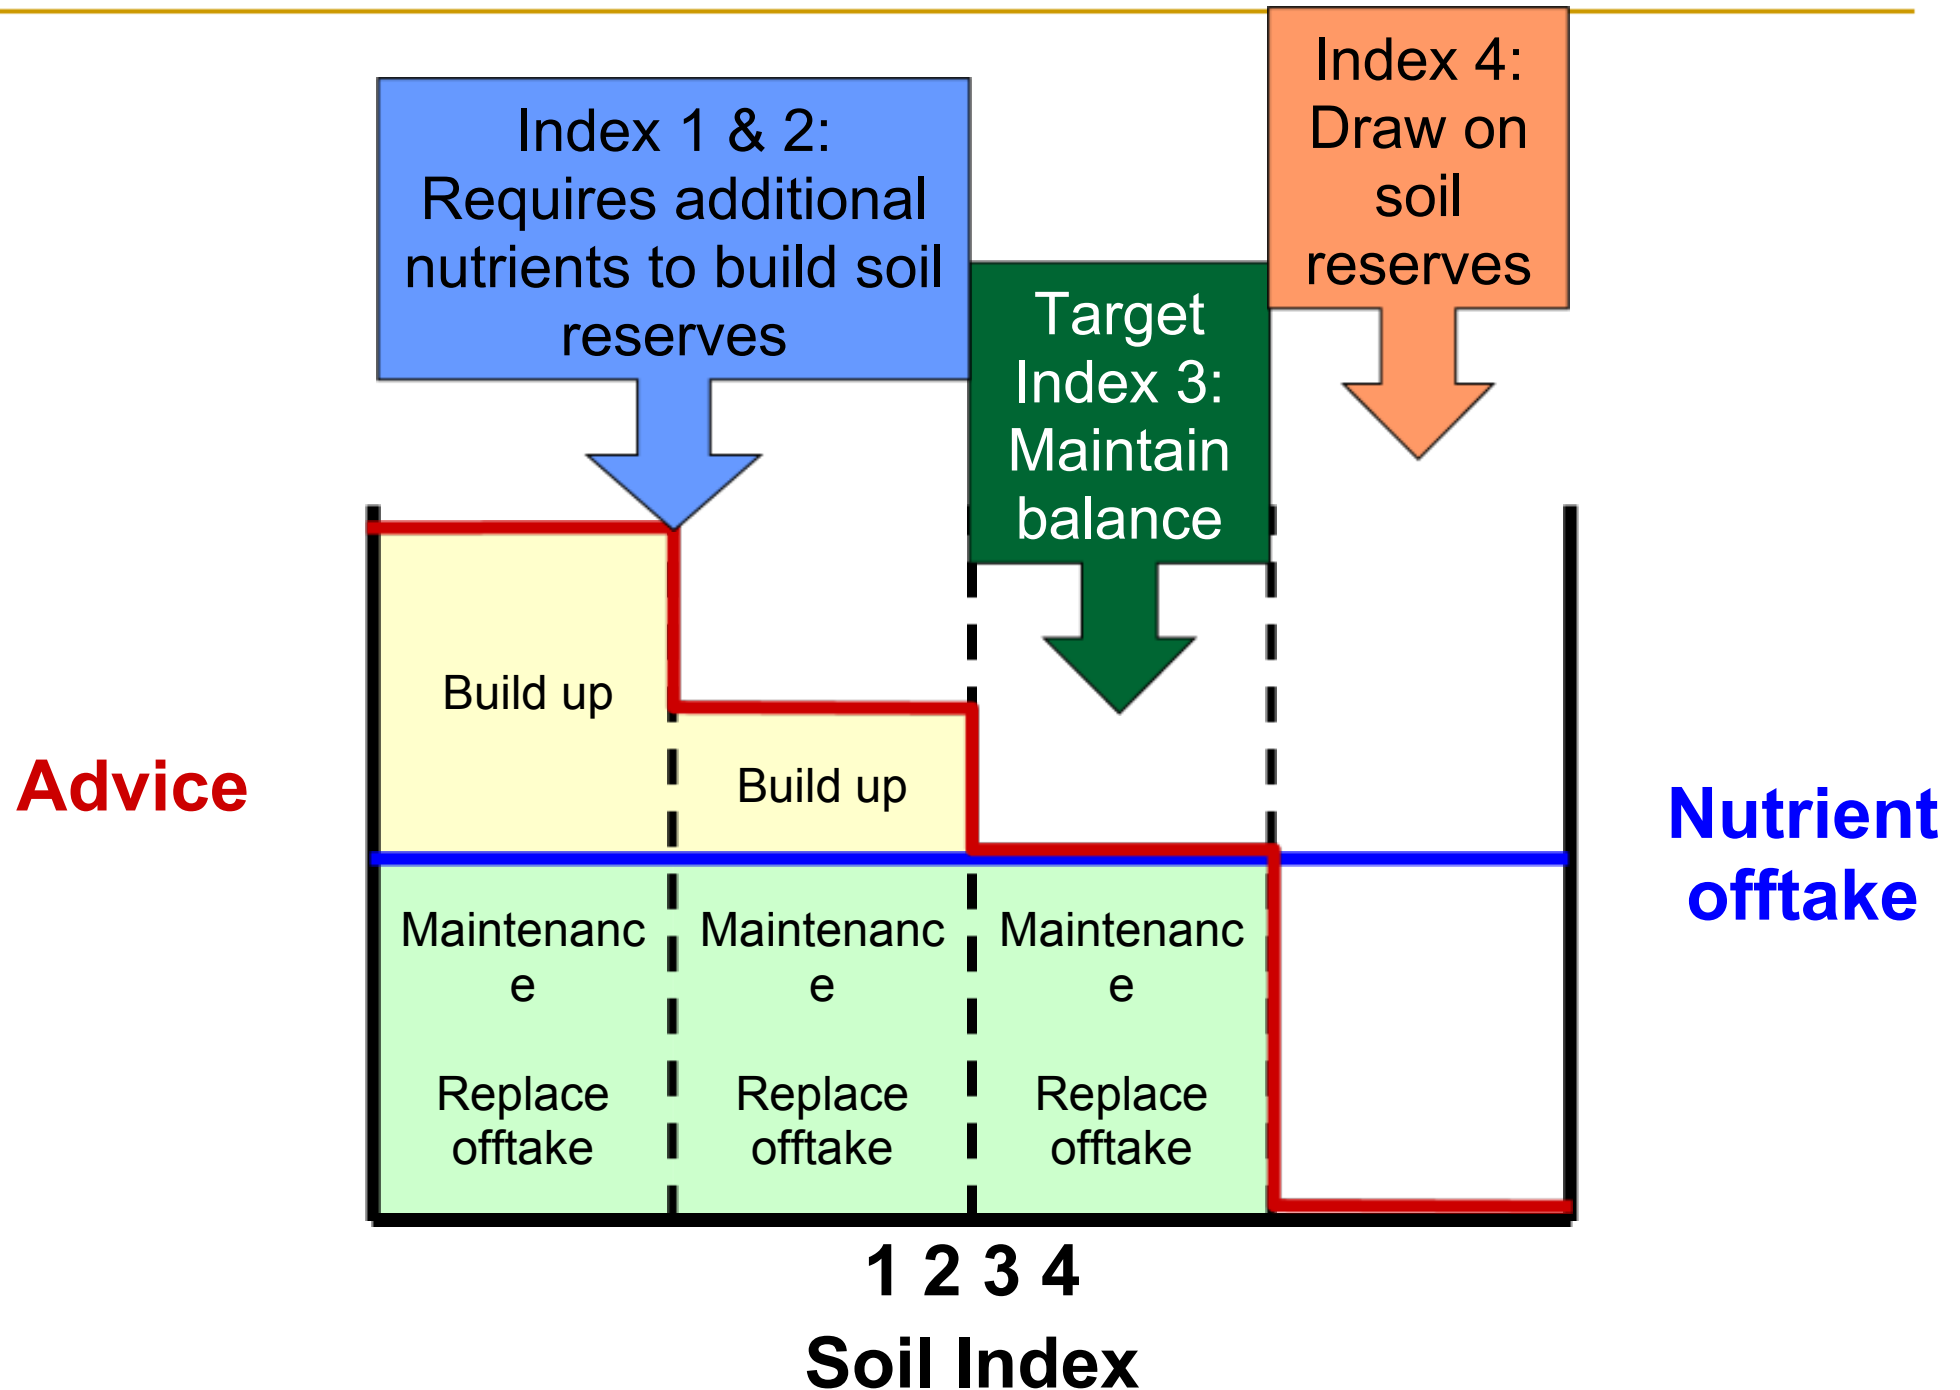 Index 1 & 2:
Requires additional
nutrients to build soil
reserves
Target
Index 3:
Maintain
balance
Index 4:
Draw on
soil
reserves
Advice
Build up
Build up
Nutrient
offtake
Maintenanc
e
Replace
offtake
Maintenanc
e
Replace
offtake
Maintenanc
e
Replace
offtake
1 2 3 4
Soil Index